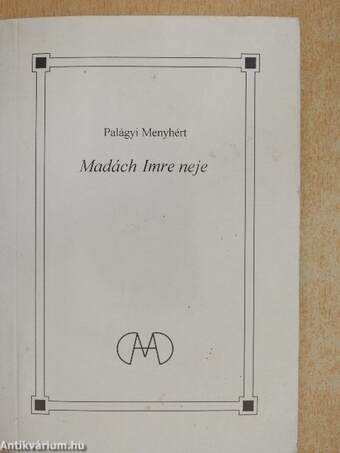 Palágyi Menyhért
Madách Imre neje
Antikvárium.hu